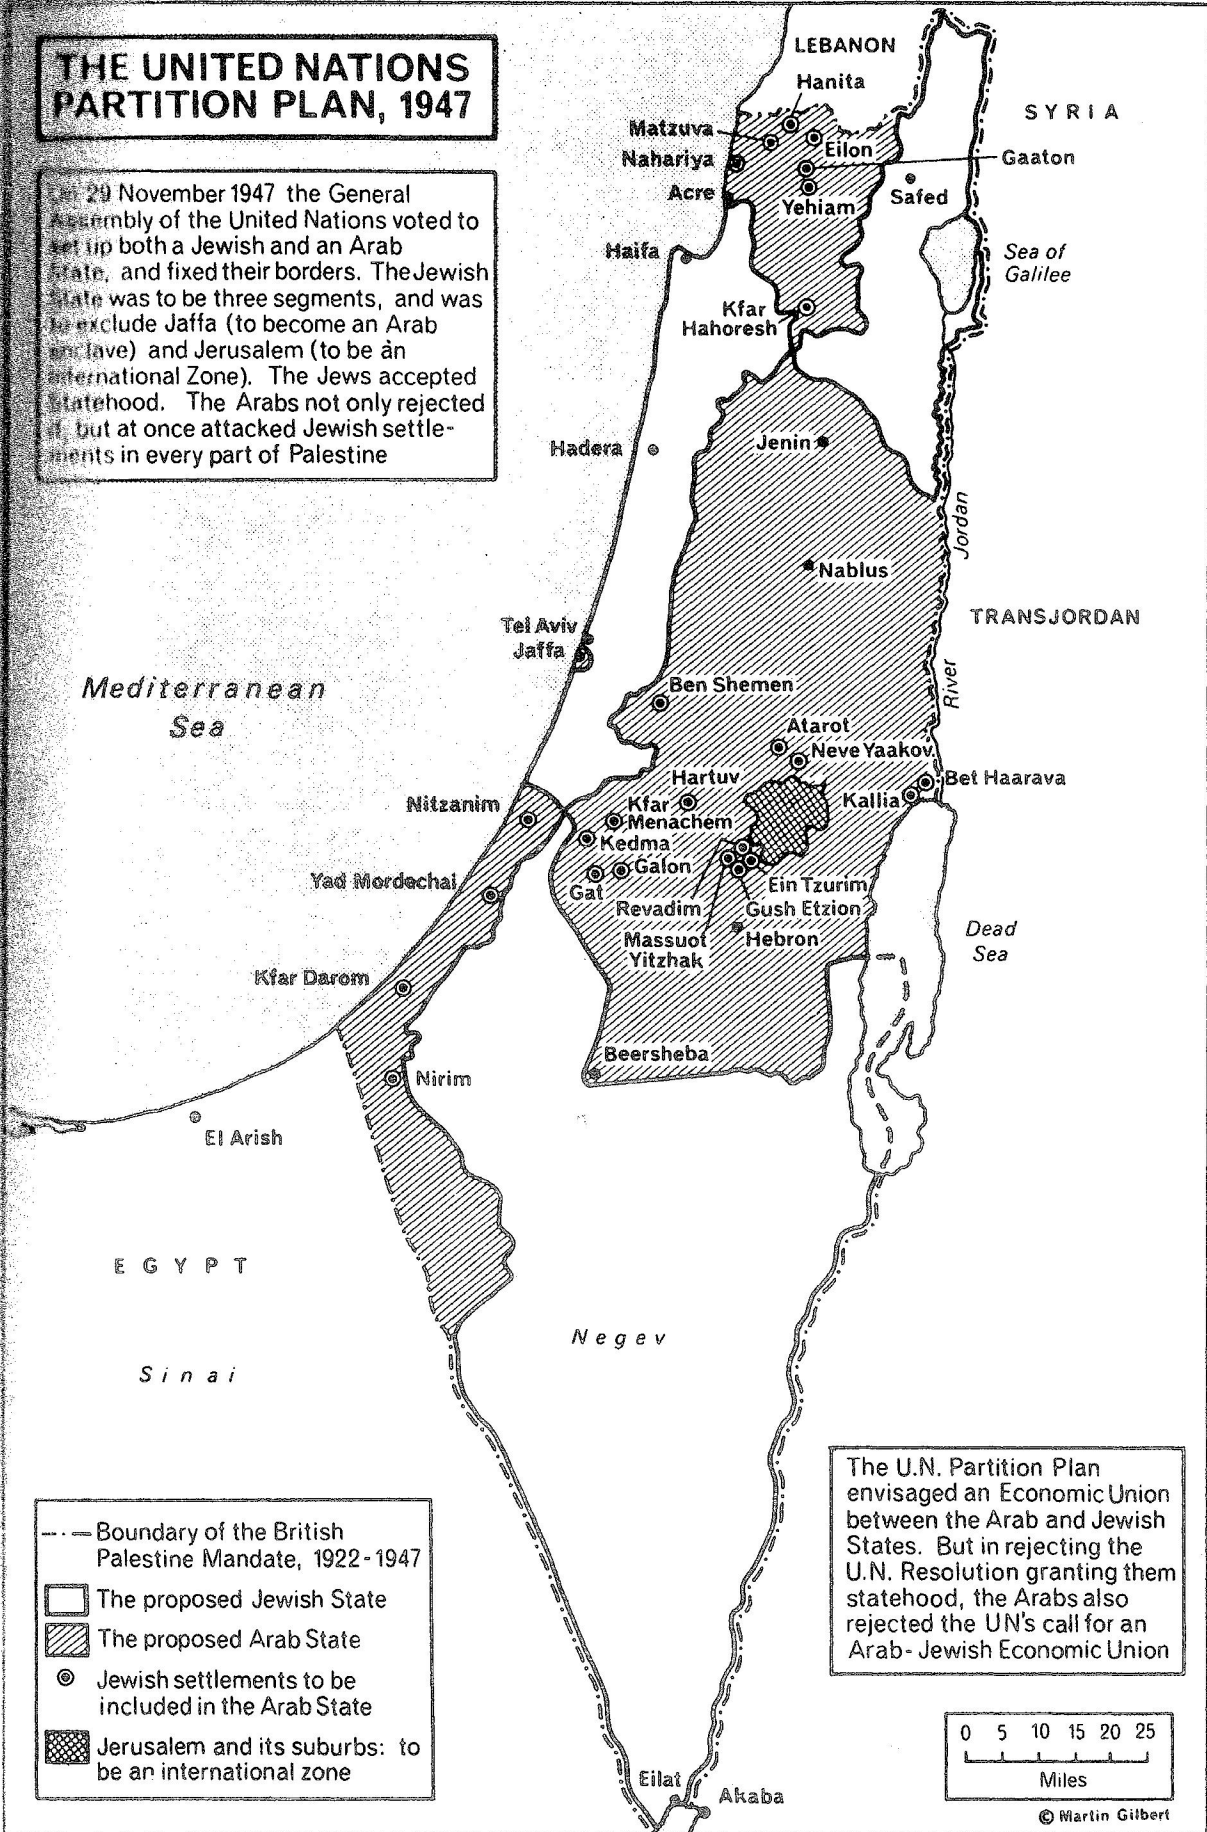 THE UNITED NATIONS
PARTITION PLAN, 1947
On 29 November 1947 the General
Assembly of the United Nations voted to
set up both a Jewish and an Arab
State, and fixed their borders. The Jewish
State was to be three segments, and was
to exclude Jaffa (to become an Arab
enclave) and Jerusalem (to be an
international Zone). The Jews accepted
statehood. The Arabs not only rejected
it, but at once attacked Jewish settle-
ments in every part of Palestine
LEBANON
Hanita
SYRIA
Matzuva
Eilon
Nahariya
Gaaton
Acre
Safed
Yehiam
Haifa
Sea of
Galilee
Kfar
Hahoresh
Hadera
Jenin
Jordan
Nablus
TRANSJORDAN
Tel Aviv
Jaffa
River
Mediterranean
Sea
Ben Shemen
Atarot
Neve Yaakov
Hartuv
Bet Haarava
Kallia
Nitzanim
Kfar
Menachem
Kedma
Galon
Gat
Yad Mordechai
Ein Tzurim
Revadim
Gush Etzion
Massuot
Yitzhak
Hebron
Dead
Sea
Kfar Darom
Beersheba
Nirim
El Arish
EGYPT
Negev
Sinai
The U.N. Partition Plan
envisaged an Economic Union
between the Arab and Jewish
States. But in rejecting the
U.N. Resolution granting them
statehood, the Arabs also
rejected the UN's call for an
Arab-Jewish Economic Union
Boundary of the British
Palestine Mandate, 1922-1947
The proposed Jewish State
The proposed Arab State
Jewish settlements to be
included in the Arab State
Jerusalem and its suburbs: to
be an international zone
0 5 10 15 20 25
Miles
Eilat
Akaba
© Martin Gilbert